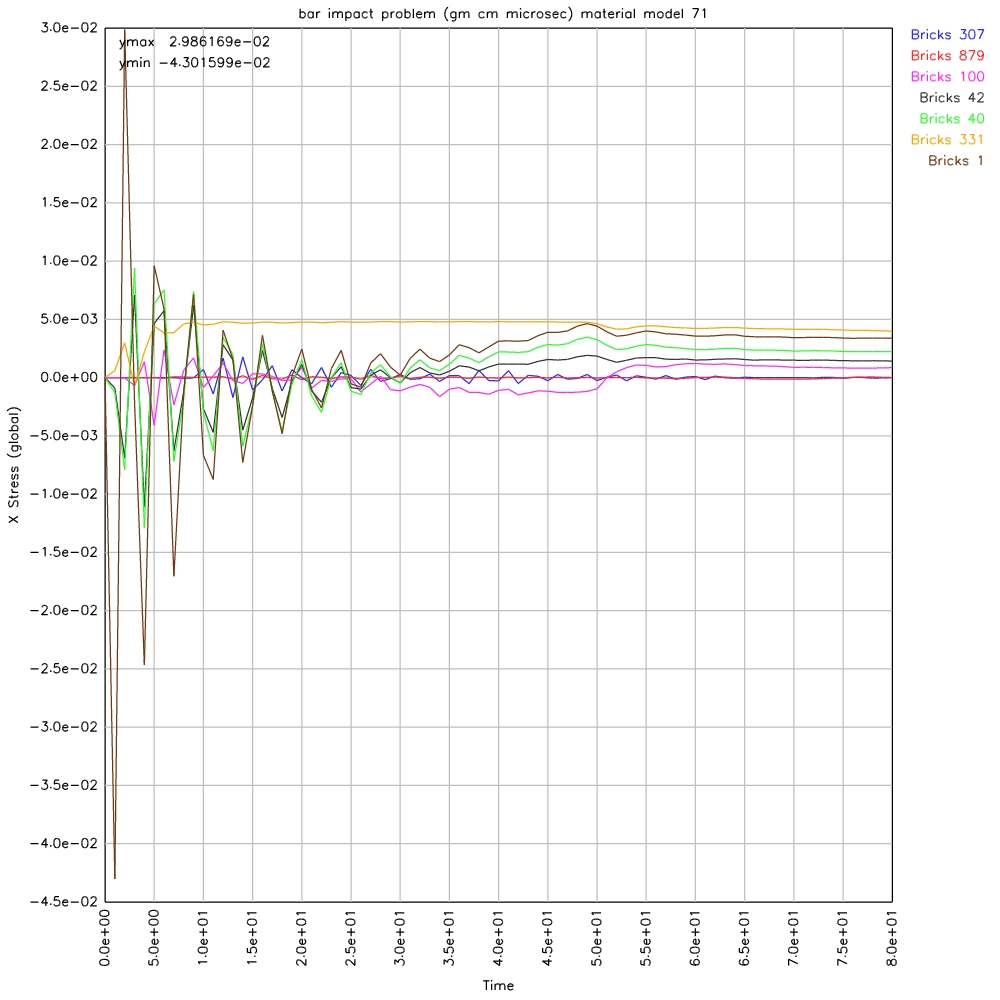 bar impact problem (gm cm microsec) material model 71
ymax 2.986169e-02
ymin -4.301599e-02
Bricks 307
Bricks 879
Bricks 100
Bricks 42
Bricks 40
Bricks 331
Bricks 1
3.0e-02
2.5e-02
2.0e-02
1.5e-02
1.0e-02
5.0e-03
0.0e+00
-5.0e-03
-1.0e-02
-1.5e-02
-2.0e-02
-2.5e-02
-3.0e-02
-3.5e-02
-4.0e-02
-4.5e-02
X Stress (global)
0.0e+00
5.0e+00
1.0e+01
1.5e+01
2.0e+01
2.5e+01
3.0e+01
3.5e+01
4.0e+01
4.5e+01
5.0e+01
5.5e+01
6.0e+01
6.5e+01
7.0e+01
7.5e+01
8.0e+01
Time